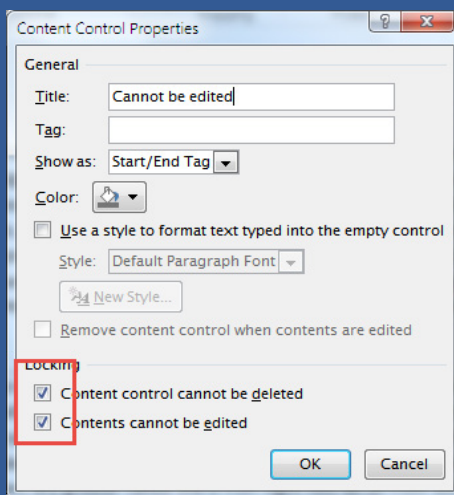 Content Control Properties
General
Title: Cannot be edited
Tag:
Show as: Start/End Tag
Color:
Use a style to format text typed into the empty control
Style: Default Paragraph Font
New Style...
Remove content control when contents are edited
Locking
Content control cannot be deleted
Contents cannot be edited
OK Cancel